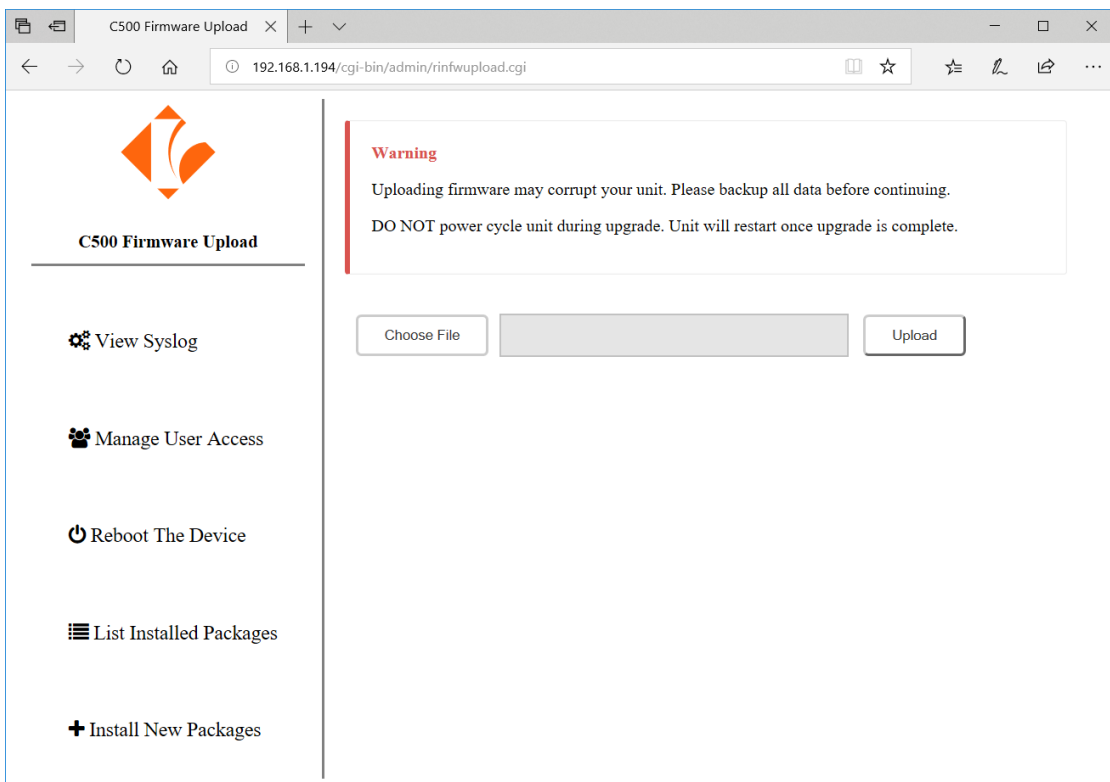 C500 Firmware Upload
192.168.1.194/cgi-bin/admin/rinfwupload.cgi
C500 Firmware Upload
View Syslog
Manage User Access
Reboot The Device
List Installed Packages
Install New Packages
Warning
Uploading firmware may corrupt your unit. Please backup all data before continuing.
DO NOT power cycle unit during upgrade. Unit will restart once upgrade is complete.
Choose File
Upload